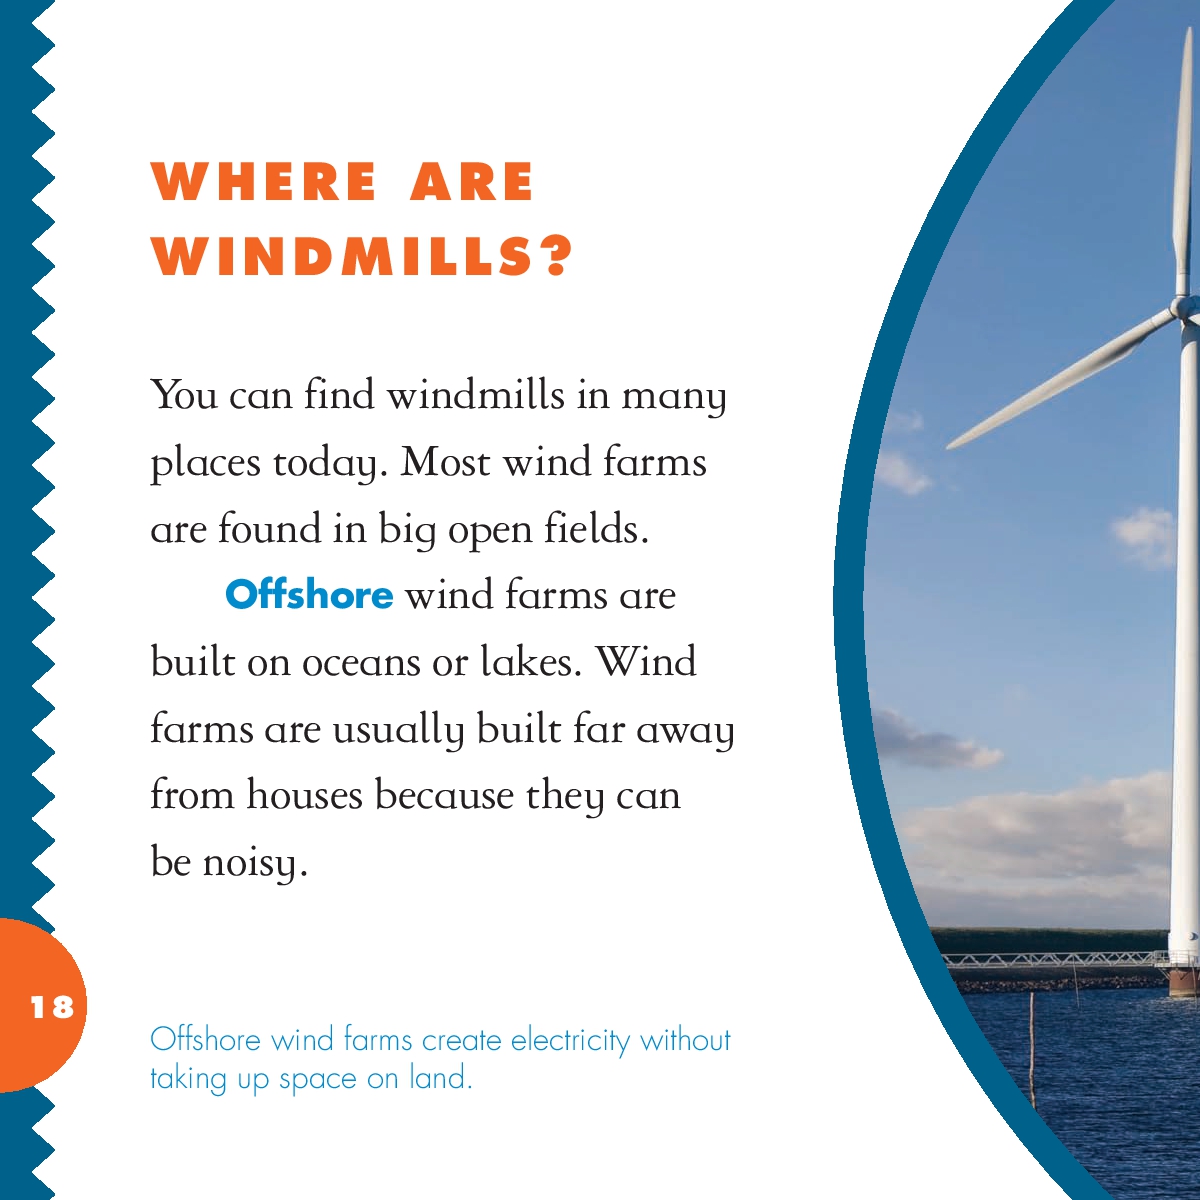 WHERE ARE
WINDMILLS?
You can find windmills in many
places today. Most wind farms
are found in big open fields.
Offshore wind farms are
built on oceans or lakes. Wind
farms are usually built far away
from houses because they can
be noisy.
18
Offshore wind farms create electricity without
taking up space on land.